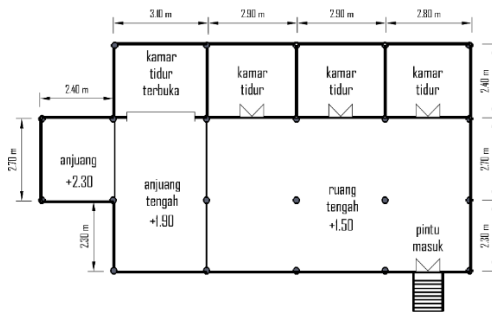 3.10 m
2.90 m
2.90 m
2.80 m
kamar
tidur
terbuka
kamar
tidur
kamar
tidur
kamar
tidur
2.40 m
2.40 m
2.70 m
anjuang
+2.30
anjuang
tengah
+1.90
ruang
tengah
+1.50
2.70 m
2.30 m
pintu
masuk
2.30 m